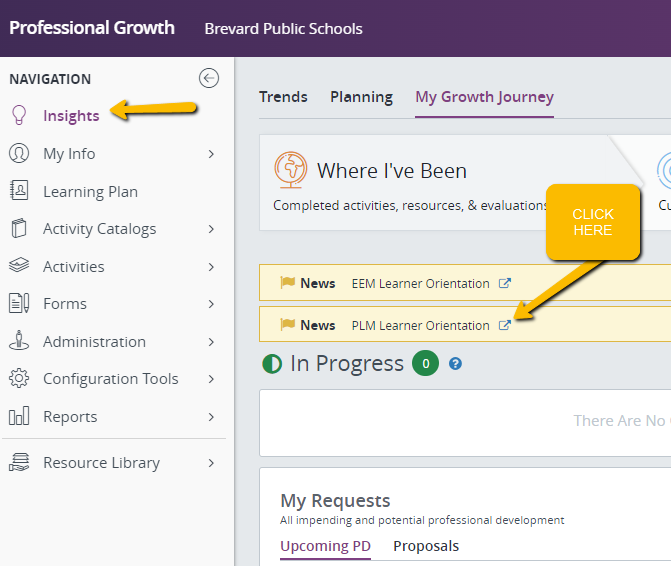 Professional Growth Brevard Public Schools
NAVIGATION
Insights
My Info
Learning Plan
Activity Catalogs
Activities
Forms
Administration
Configuration Tools
Reports
Resource Library
Trends Planning My Growth Journey
Where I've Been
Completed activities, resources, & evaluations
Cu
CLICK
HERE
News EEM Learner Orientation
News PLM Learner Orientation
In Progress 0 ?
There Are No
My Requests
All impending and potential professional development
Upcoming PD Proposals